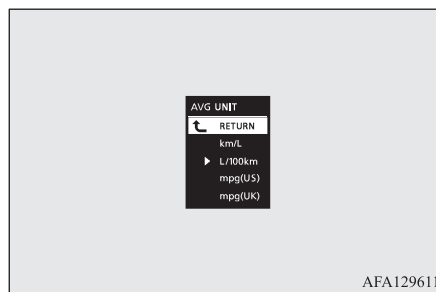 AVG UNIT
RETURN
km/L
L/100km
mpg(US)
mpg(UK)
AFA129611